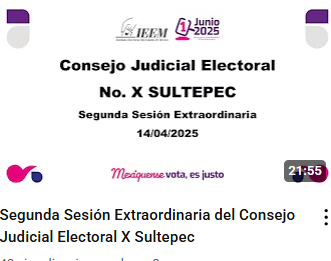 IEEM
1 Junio
2025
Consejo Judicial Electoral
No. X SULTEPEC
Segunda Sesión Extraordinaria
14/04/2025
Mexiquense vota, es justo
21:55
Segunda Sesión Extraordinaria del Consejo
Judicial Electoral X Sultepec